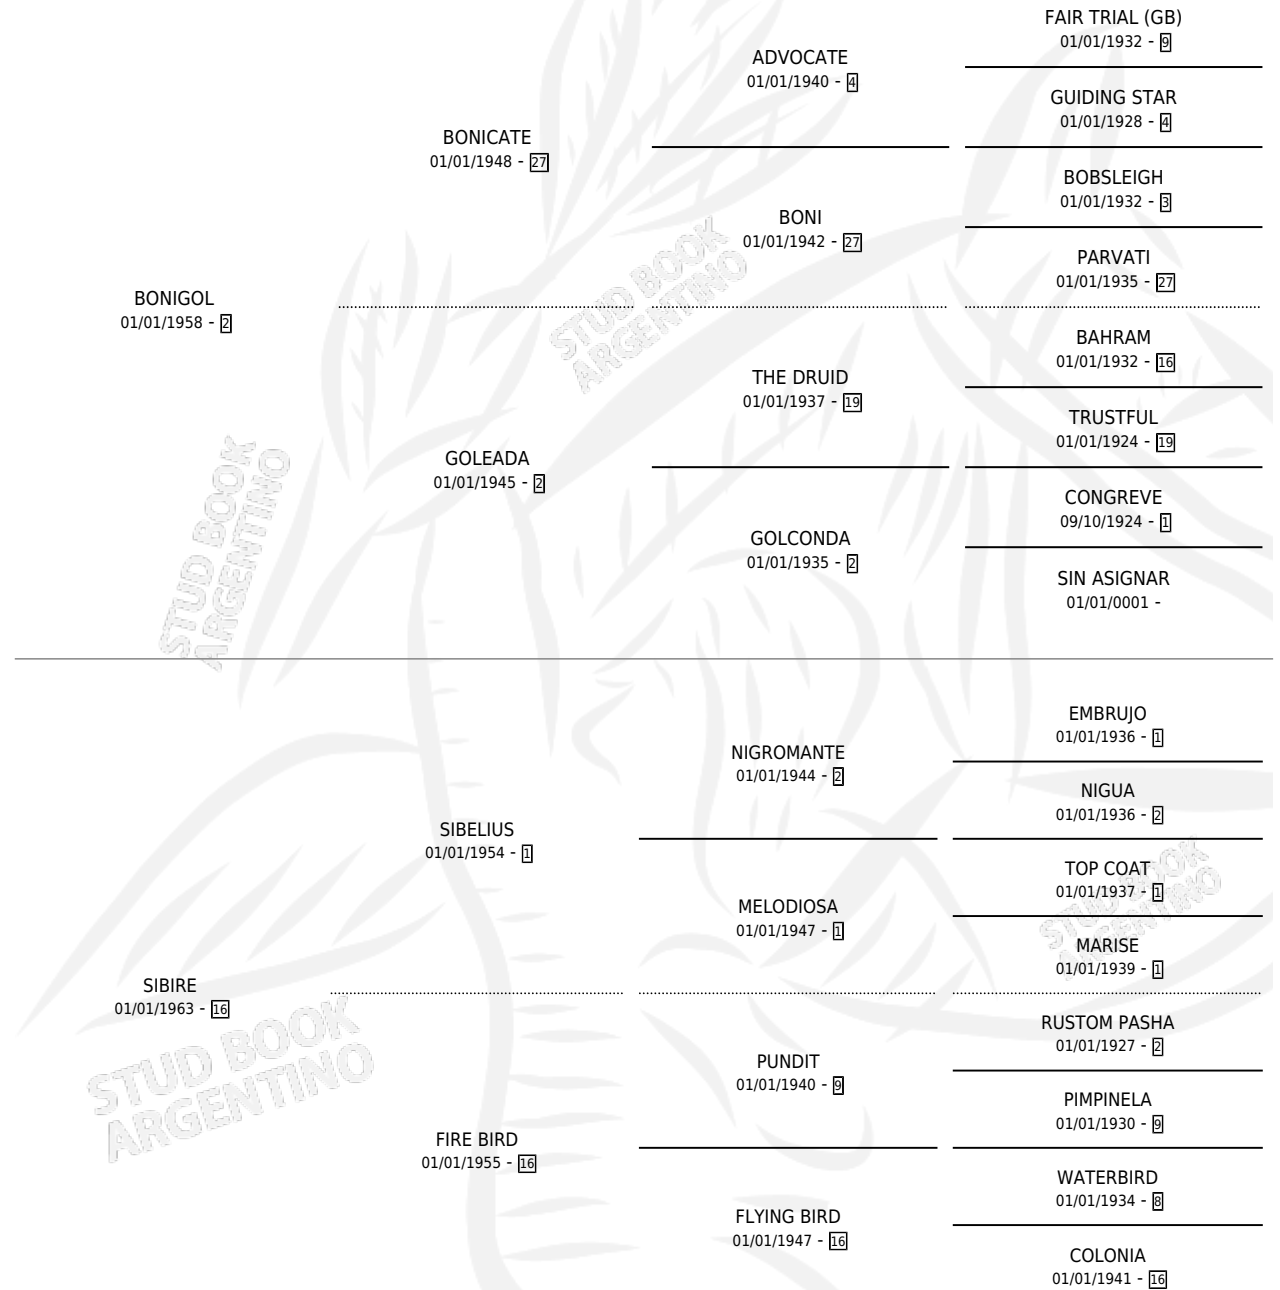 FAIR TRIAL (GB)
01/01/1932 - 9
ADVOCATE
01/01/1940 - 4
GUIDING STAR
01/01/1928 - 4
BONICATE
01/01/1948 - 27
BOBSLEIGH
01/01/1932 - 3
BONI
01/01/1942 - 27
PARVATI
01/01/1935 - 27
BONIGOL
01/01/1958 - 2
STUD BOOK
ARGENTINO
BAHRAM
01/01/1932 - 16
THE DRUID
01/01/1937 - 19
TRUSTFUL
01/01/1924 - 19
GOLEADA
01/01/1945 - 2
CONGREVE
09/10/1924 - 1
GOLCONDA
01/01/1935 - 2
SIN ASIGNAR
01/01/0001 -
STUD BOOK
ARGENTINO
EMBRUJO
01/01/1936 - 1
NIGROMANTE
01/01/1944 - 2
NIGUA
01/01/1936 - 2
SIBELIUS
01/01/1954 - 1
TOP COAT
01/01/1937 - 1
MELODIOSA
01/01/1947 - 1
MARISE
01/01/1939 - 1
STUD BOOK
ARGENTINO
SIBIRE
01/01/1963 - 16
RUSTOM PASHA
01/01/1927 - 2
PUNDIT
01/01/1940 - 9
PIMPINELA
01/01/1930 - 9
STUD BOOK
ARGENTINO
FIRE BIRD
01/01/1955 - 16
WATERBIRD
01/01/1934 - 8
FLYING BIRD
01/01/1947 - 16
COLONIA
01/01/1941 - 16